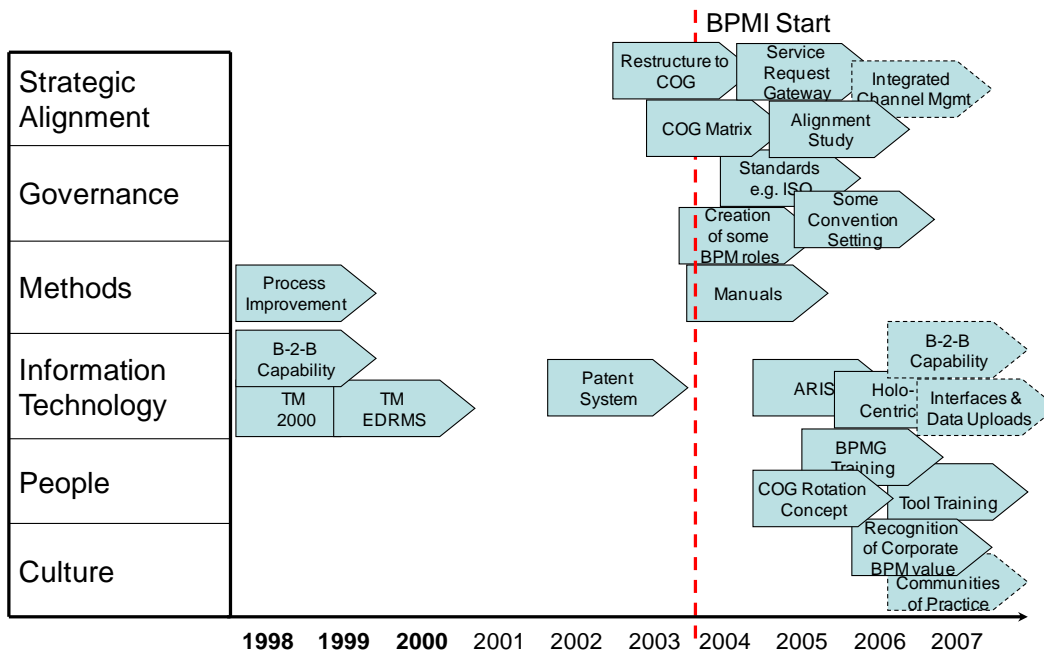 BPMI Start
Strategic
Alignment
Restructure to
COG
Service
Request
Gateway
Integrated
Channel Mgmt
COG Matrix
Alignment
Study
Governance
Standards
e.g. ISO
Creation
of some
BPM roles
Some
Convention
Setting
Methods
Process
Improvement
Manuals
Information
Technology
B-2-B
Capability
TM
2000
TM
EDRMS
Patent
System
ARIS
Holo-
Centric
B-2-B
Capability
Interfaces &
Data Uploads
People
BPMG
Training
COG Rotation
Concept
Tool Training
Culture
Recognition
of Corporate
BPM value
Communities
of Practice
1998 1999 2000 2001 2002 2003 2004 2005 2006 2007